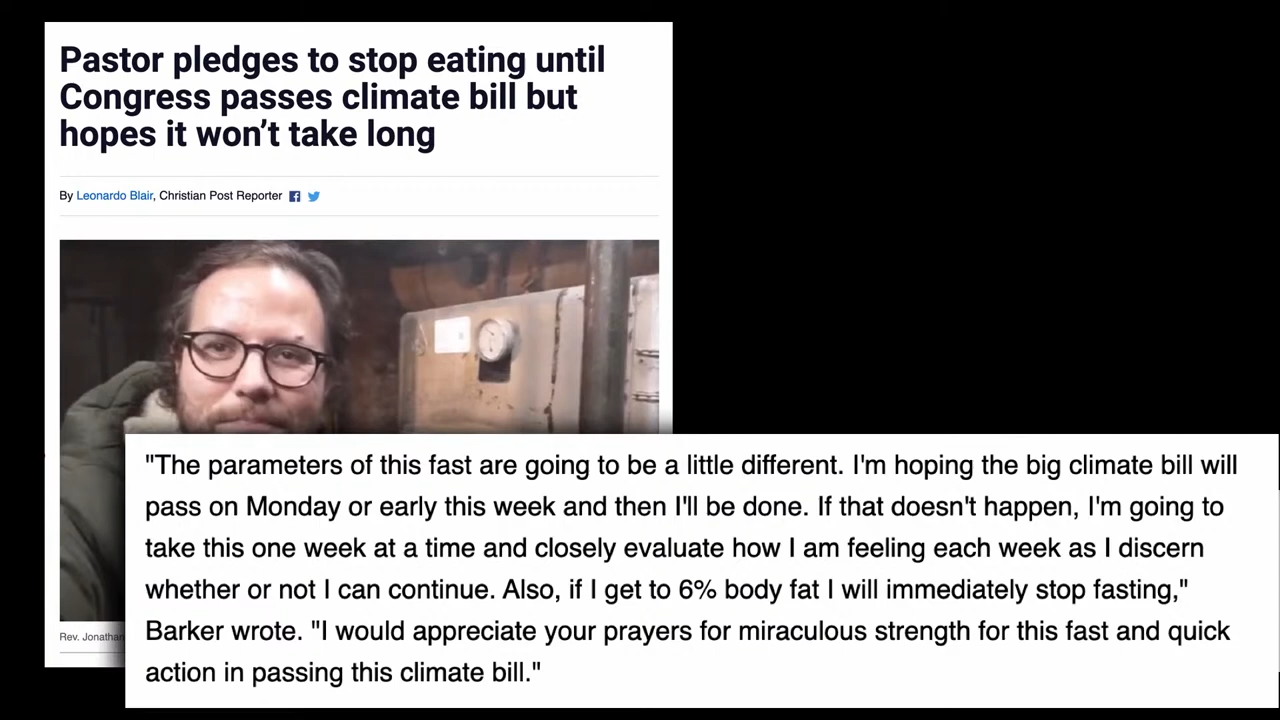 Pastor pledges to stop eating until
Congress passes climate bill but
hopes it won’t take long
By Leonardo Blair, Christian Post Reporter
"The parameters of this fast are going to be a little different. I'm hoping the big climate bill will
pass on Monday or early this week and then I'll be done. If that doesn't happen, I'm going to
take this one week at a time and closely evaluate how I am feeling each week as I discern
whether or not I can continue. Also, if I get to 6% body fat I will immediately stop fasting,"
Rev. Jonathan
Barker wrote. "I would appreciate your prayers for miraculous strength for this fast and quick
action in passing this climate bill."